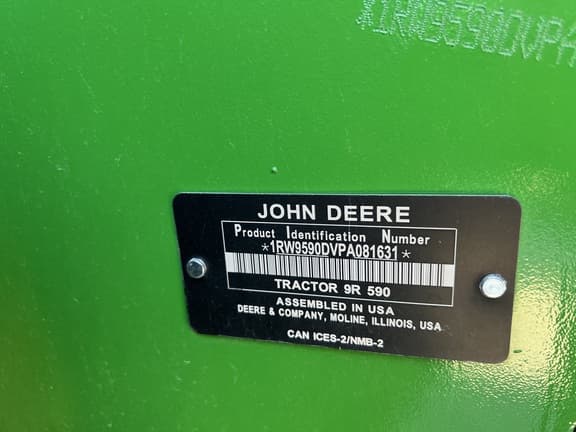 X1RW9590DVPA
JOHN DEERE
Product Identification Number
*1RW9590DVPA081631*
TRACTOR 9R 590
ASSEMBLED IN USA
DEERE & COMPANY, MOLINE, ILLINOIS, USA
CAN ICES-2/NMB-2